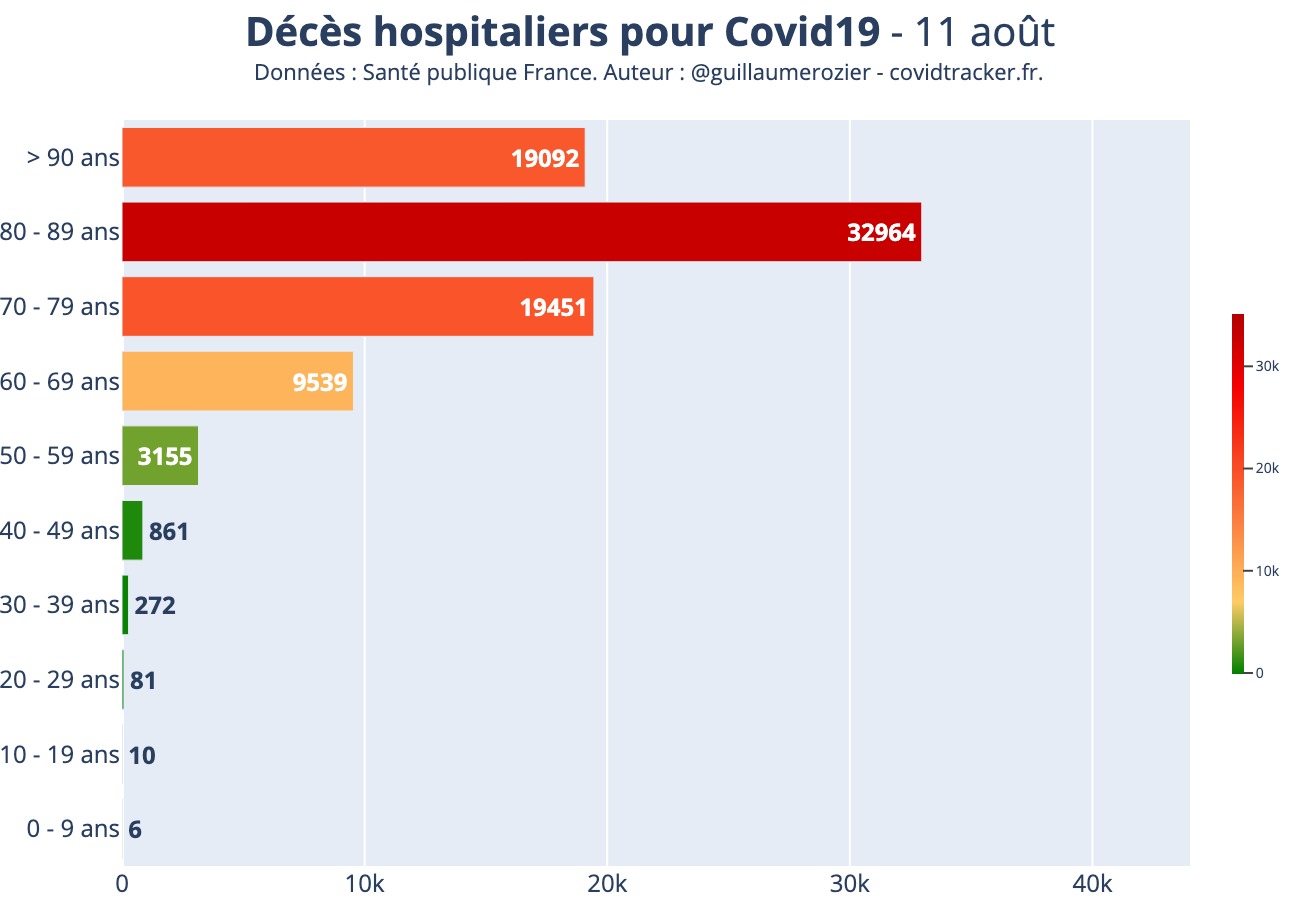 Décès hospitaliers pour Covid19 - 11 août
Données : Santé publique France. Auteur : @guillaumerozier - covidtracker.fr.
> 90 ans 19092
80 - 89 ans 32964
70 - 79 ans 19451
60 - 69 ans 9539
50 - 59 ans 3155
40 - 49 ans 861
30 - 39 ans 272
20 - 29 ans 81
10 - 19 ans 10
0 - 9 ans 6
0 10k 20k 30k 40k
30k
20k
10k
0